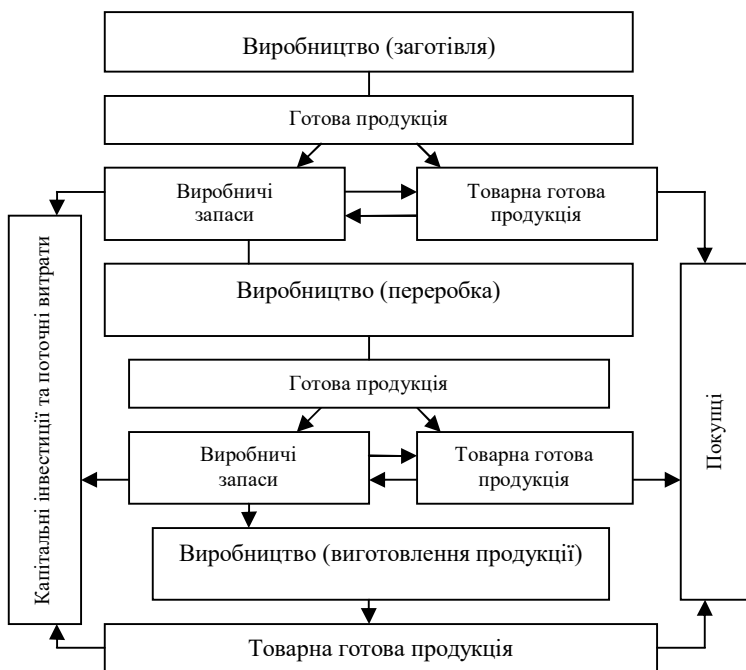 Виробництво (заготівля)
Готова продукція
Виробничі
запаси
Товарна готова
продукція
Виробництво (переробка)
Готова продукція
Виробничі
запаси
Товарна готова
продукція
Виробництво (виготовлення продукції)
Товарна готова продукція
Капітальні інвестиції та поточні витрати
Покупці